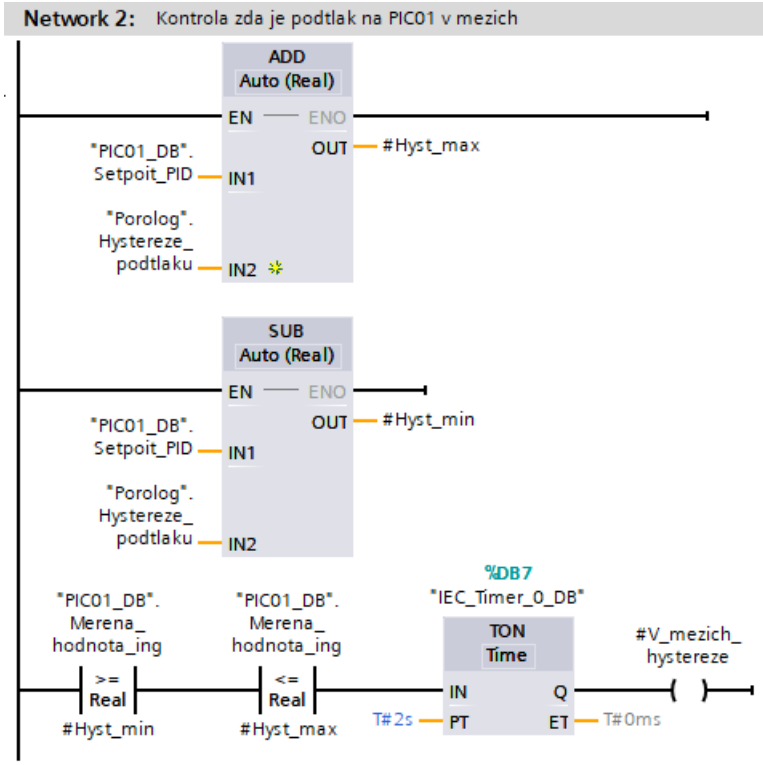 Network 2: Kontrola zda je podtlak na PIC01 v mezich
ADD
Auto (Real)
EN ENO
"PIC01_DB".
Setpoit_PID
IN1
OUT
#Hyst_max
"Porolog".
Hystereze_
podtlaku
IN2
SUB
Auto (Real)
EN ENO
"PIC01_DB".
Setpoit_PID
IN1
OUT
#Hyst_min
"Porolog".
Hystereze_
podtlaku
IN2
"PIC01_DB".
Merena_
hodnota_ing
>=
Real
#Hyst_min
"PIC01_DB".
Merena_
hodnota_ing
<=
Real
#Hyst_max
%DB7
"IEC_Timer_0_DB"
TON
Time
IN Q
T#2s PT ET T#0ms
#V_mezich_
hystereze